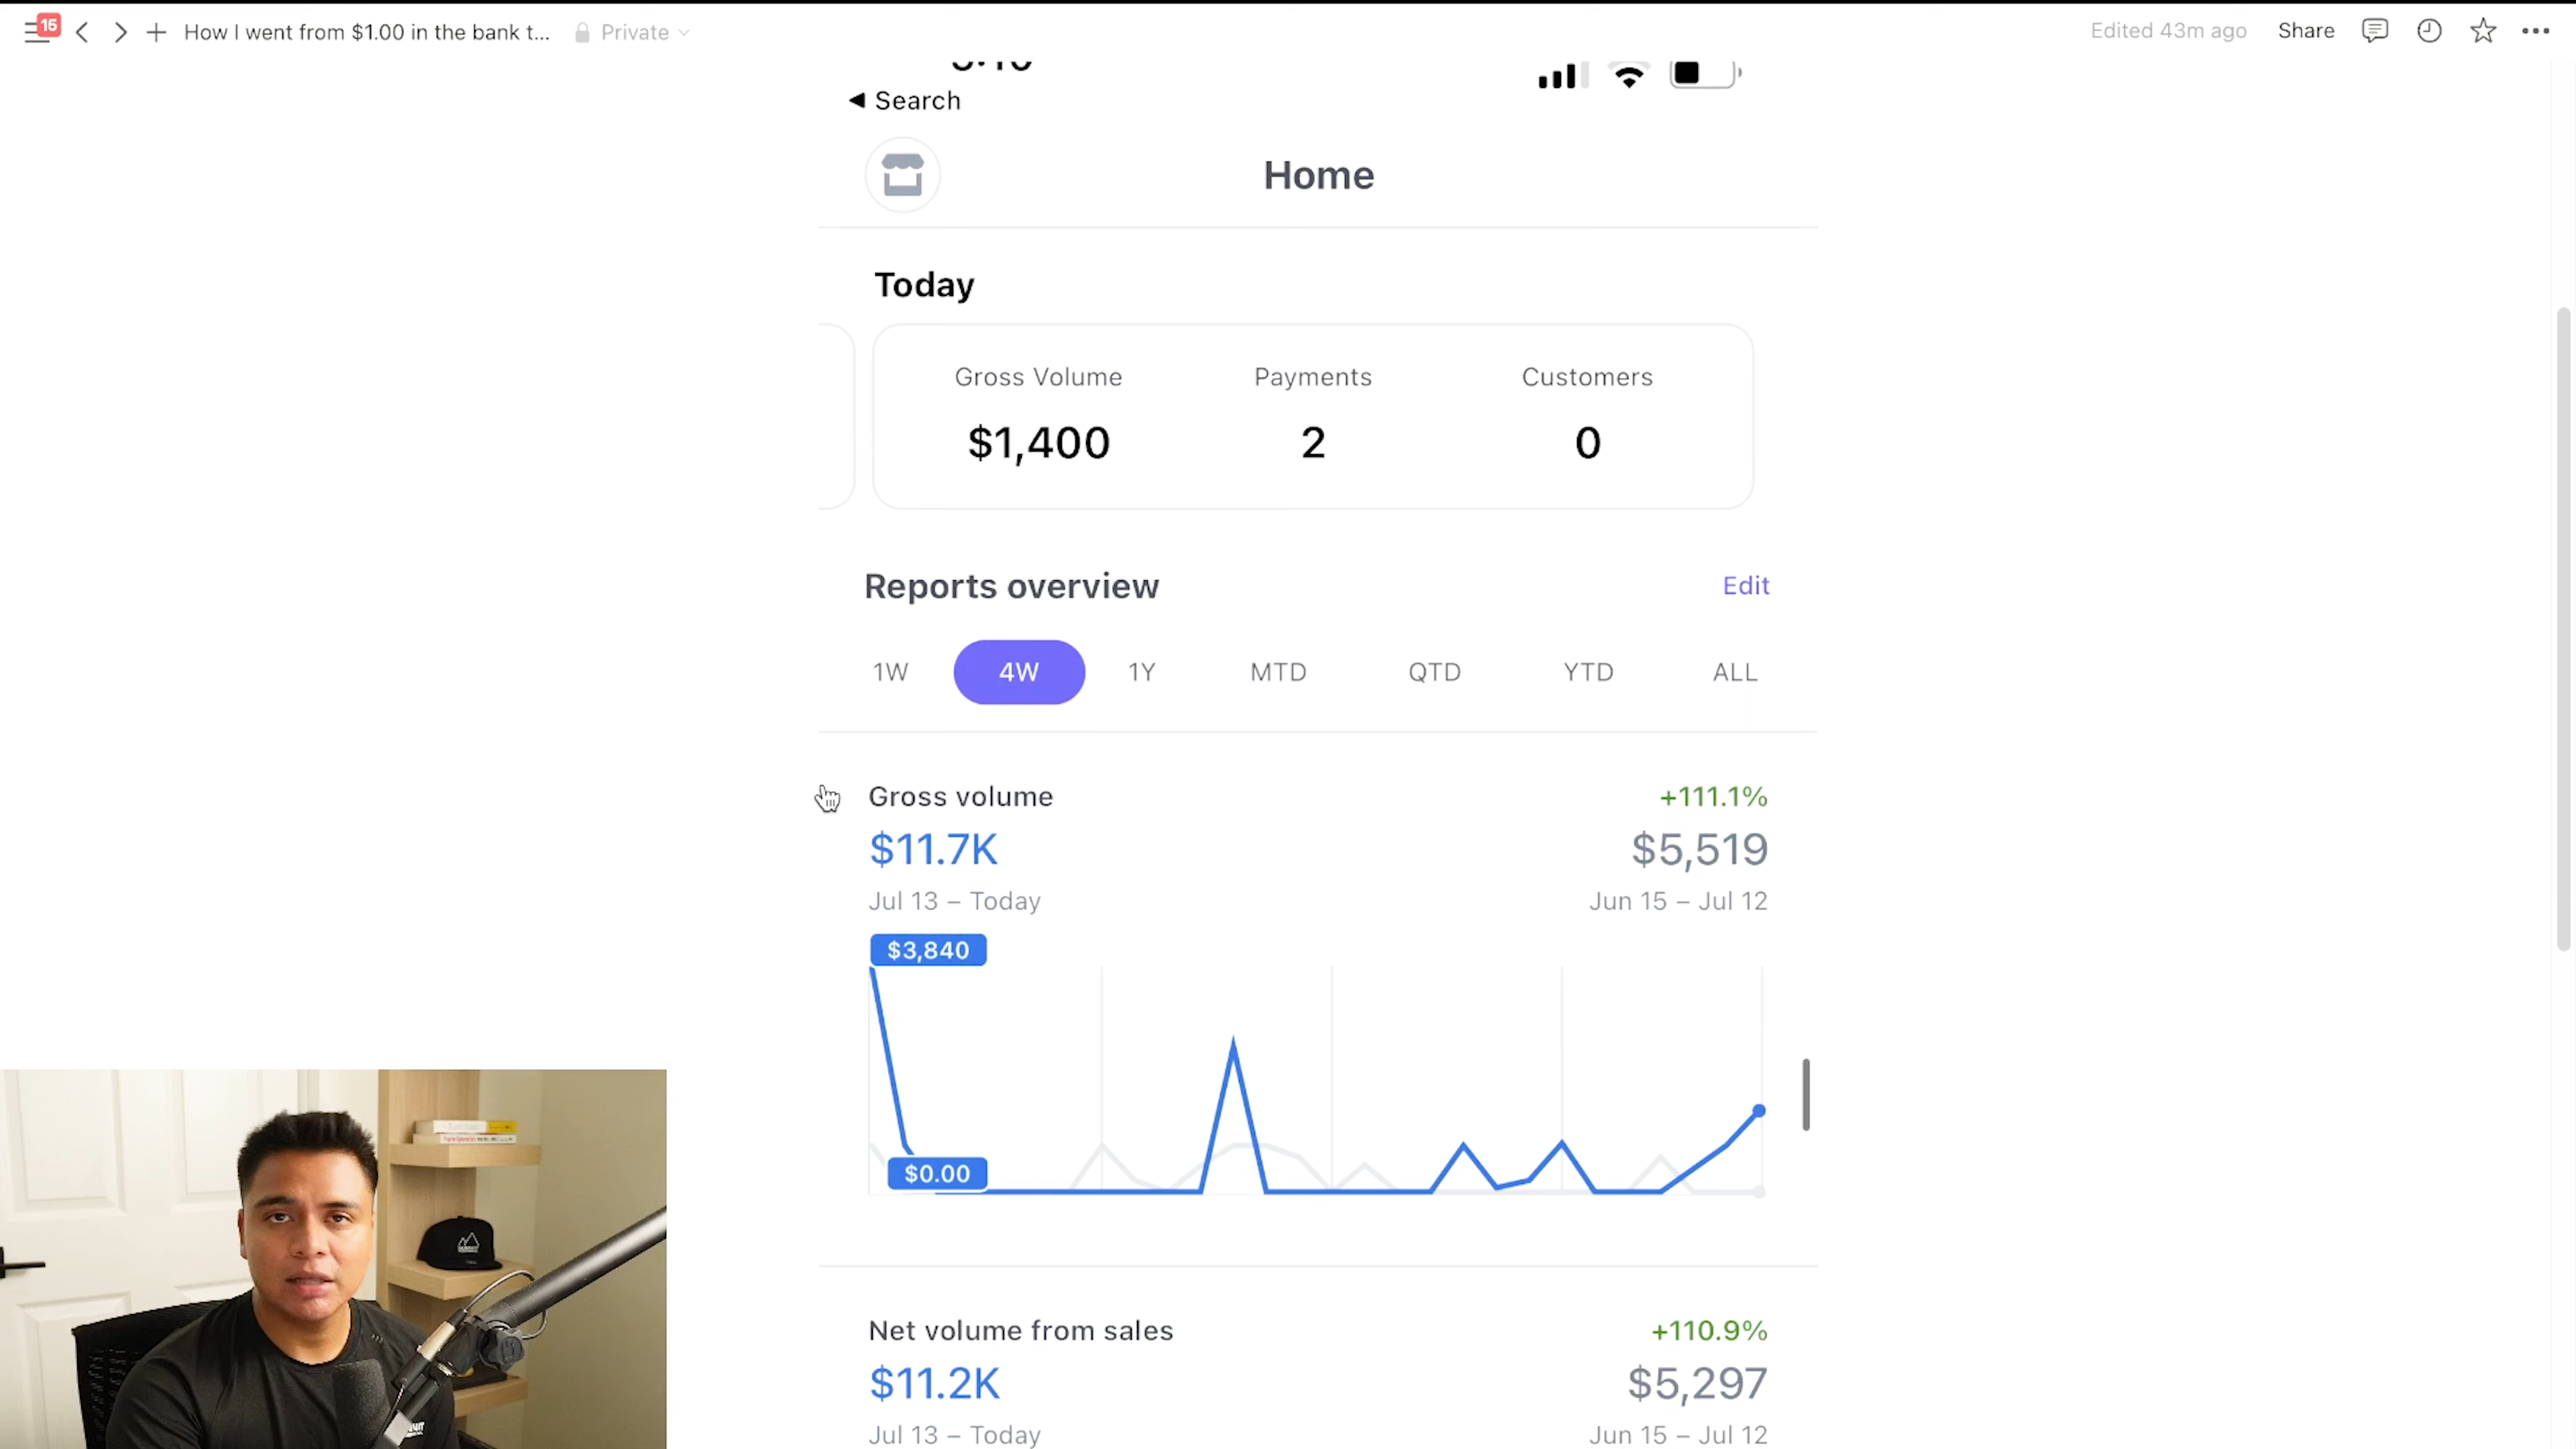 15
How I went from $1.00 in the bank t...
Private
Edited 43m ago
Share
Search
Home
Today
Gross Volume
Payments
Customers
$1,400
2
0
Reports overview
Edit
1W
4W
1Y
MTD
QTD
YTD
ALL
Gross volume
+111.1%
$11.7K
$5,519
Jul 13 – Today
Jun 15 – Jul 12
$3,840
$0.00
Net volume from sales
+110.9%
$11.2K
$5,297
Jul 13 – Today
Jun 15 – Jul 12